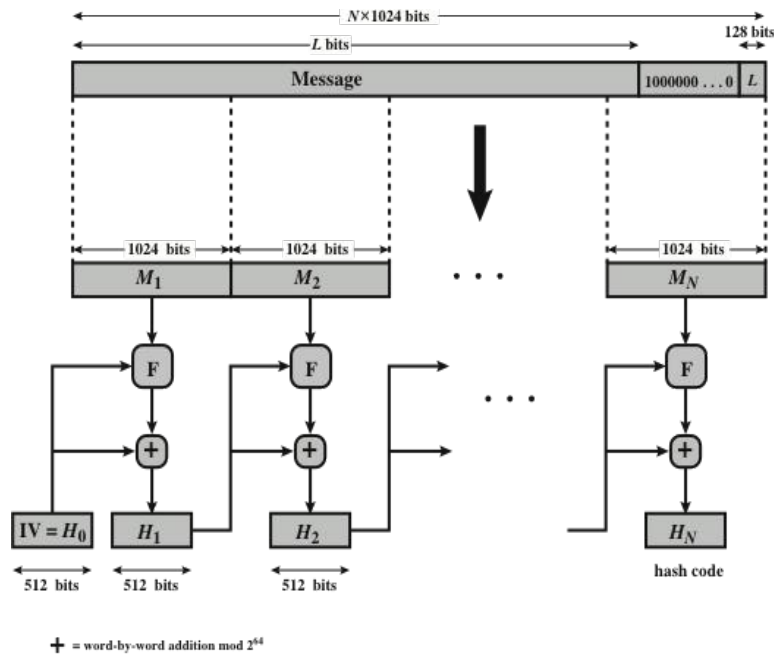 N×1024 bits
L bits
128 bits
Message
1000000 . . . 0
L
1024 bits
1024 bits
1024 bits
M1
M2
. . .
MN
F
F
F
. . .
+
+
+
IV = H0
H1
H2
HN
512 bits
512 bits
512 bits
hash code
+ = word-by-word addition mod 2^64